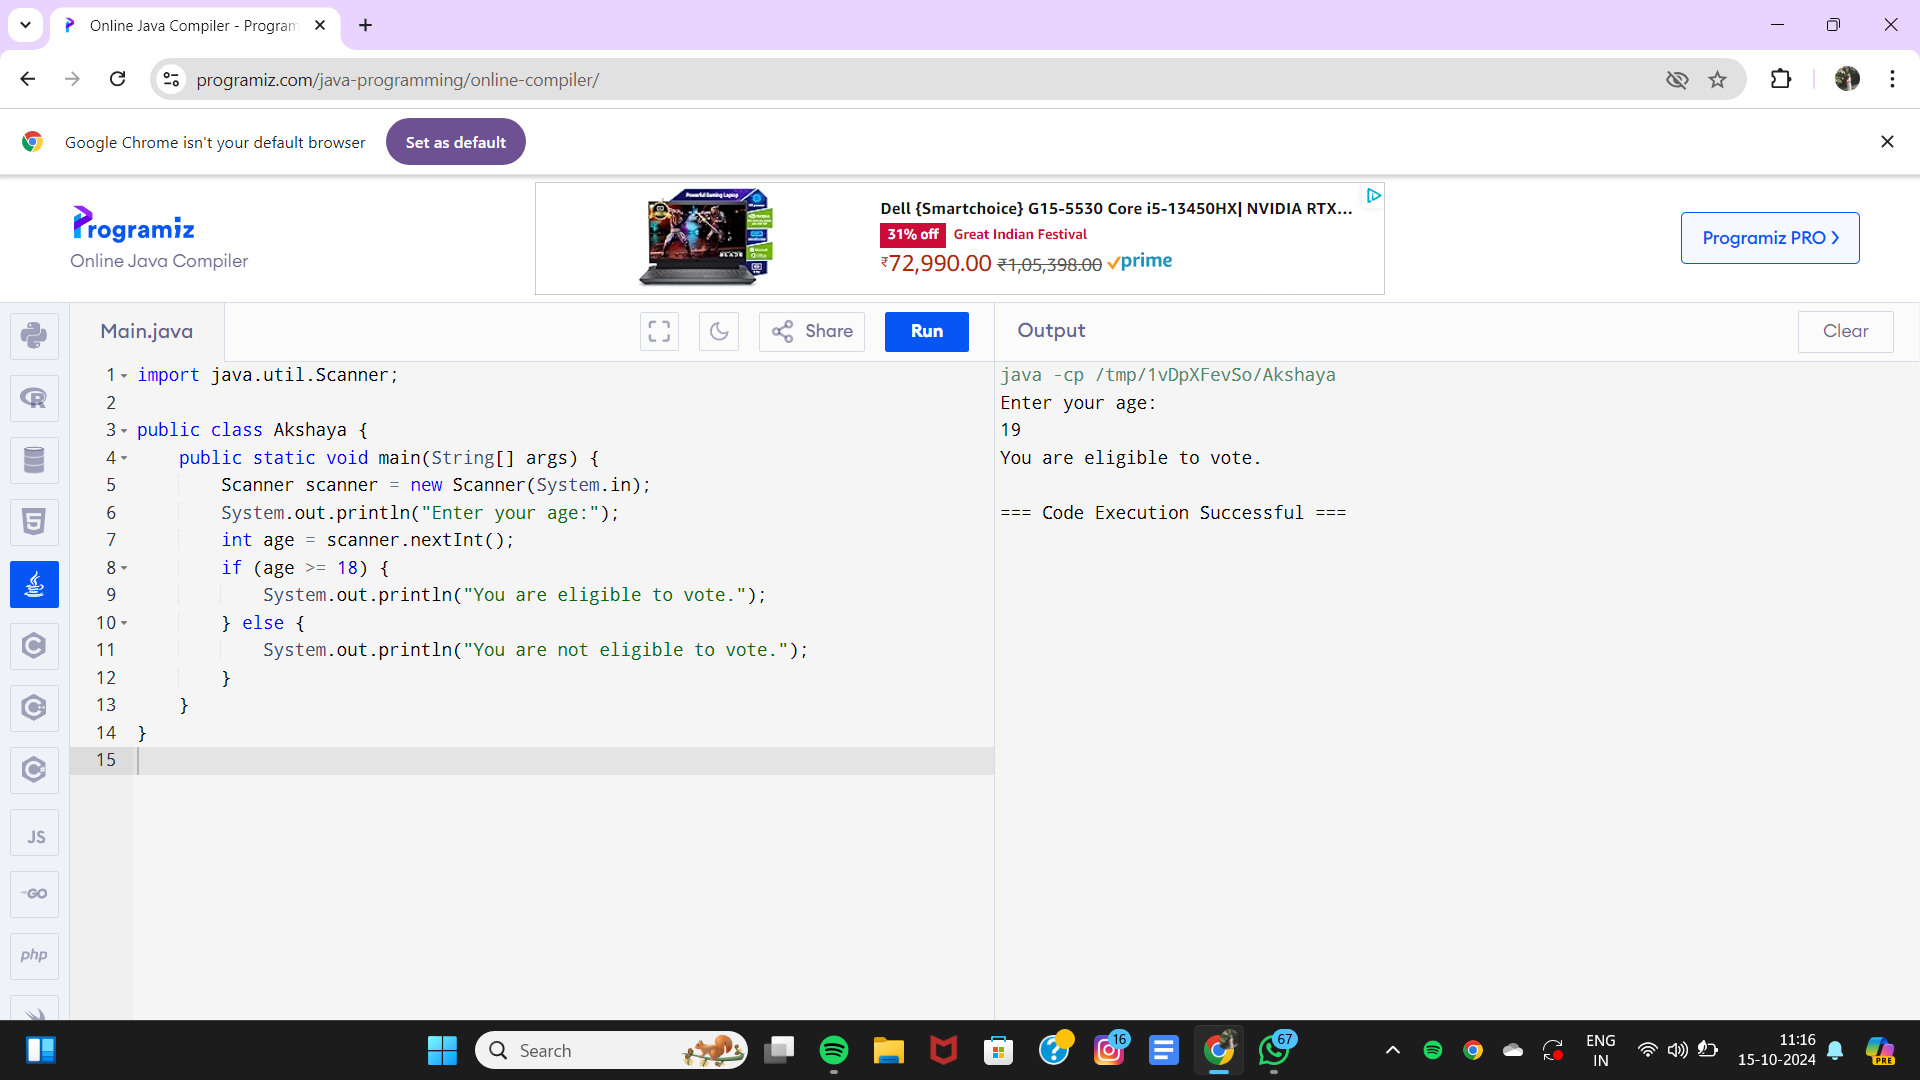 Online Java Compiler - Program
programiz.com/java-programming/online-compiler/
Google Chrome isn't your default browser
Set as default
Programiz
Online Java Compiler
Powerful Gaming Laptop
Dell {Smartchoice} G15-5530 Core i5-13450HX| NVIDIA RTX...
31% off Great Indian Festival
₹72,990.00 ₹1,05,398.00 prime
Programiz PRO
Main.java
Share
Run
Output
Clear
1 import java.util.Scanner;
2
3 public class Akshaya {
4     public static void main(String[] args) {
5         Scanner scanner = new Scanner(System.in);
6         System.out.println("Enter your age:");
7         int age = scanner.nextInt();
8         if (age >= 18) {
9             System.out.println("You are eligible to vote.");
10         } else {
11             System.out.println("You are not eligible to vote.");
12         }
13     }
14 }
15
java -cp /tmp/1vDpXFevSo/Akshaya
Enter your age:
19
You are eligible to vote.
=== Code Execution Successful ===
JS
GO
php
Search
16
67
ENG
IN
11:16
15-10-2024
PRE